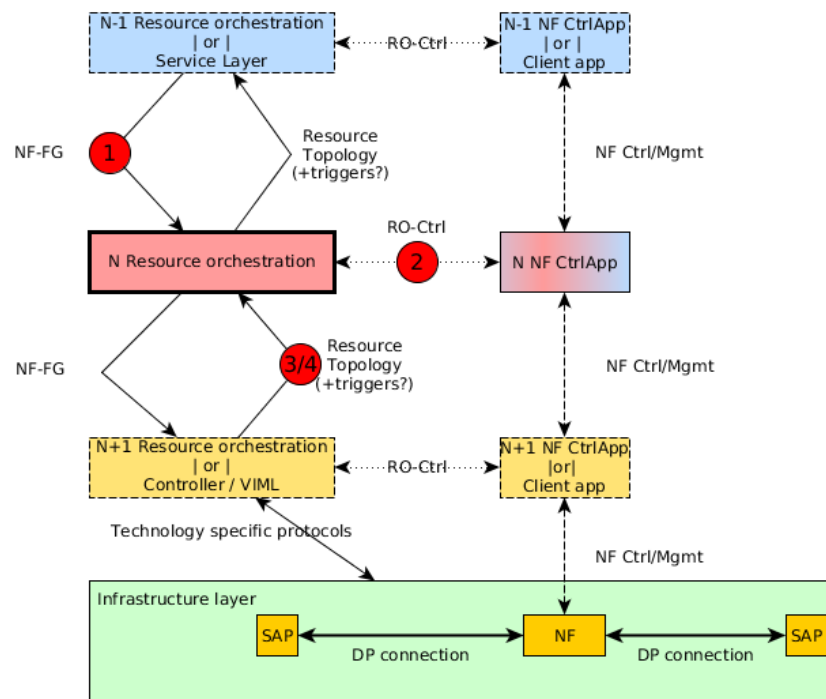 N-1 Resource orchestration
| or |
Service Layer
RO-Ctrl
N-1 NF CtrlApp
| or |
Client app
NF-FG
1
Resource
Topology
(+triggers?)
NF Ctrl/Mgmt
N Resource orchestration
RO-Ctrl
2
N NF CtrlApp
NF-FG
3/4
Resource
Topology
(+triggers?)
NF Ctrl/Mgmt
N+1 Resource orchestration
| or |
Controller / VIML
RO-Ctrl
N+1 NF CtrlApp
|or|
Client app
Technology specific protocols
NF Ctrl/Mgmt
Infrastructure layer
SAP
DP connection
NF
DP connection
SAP